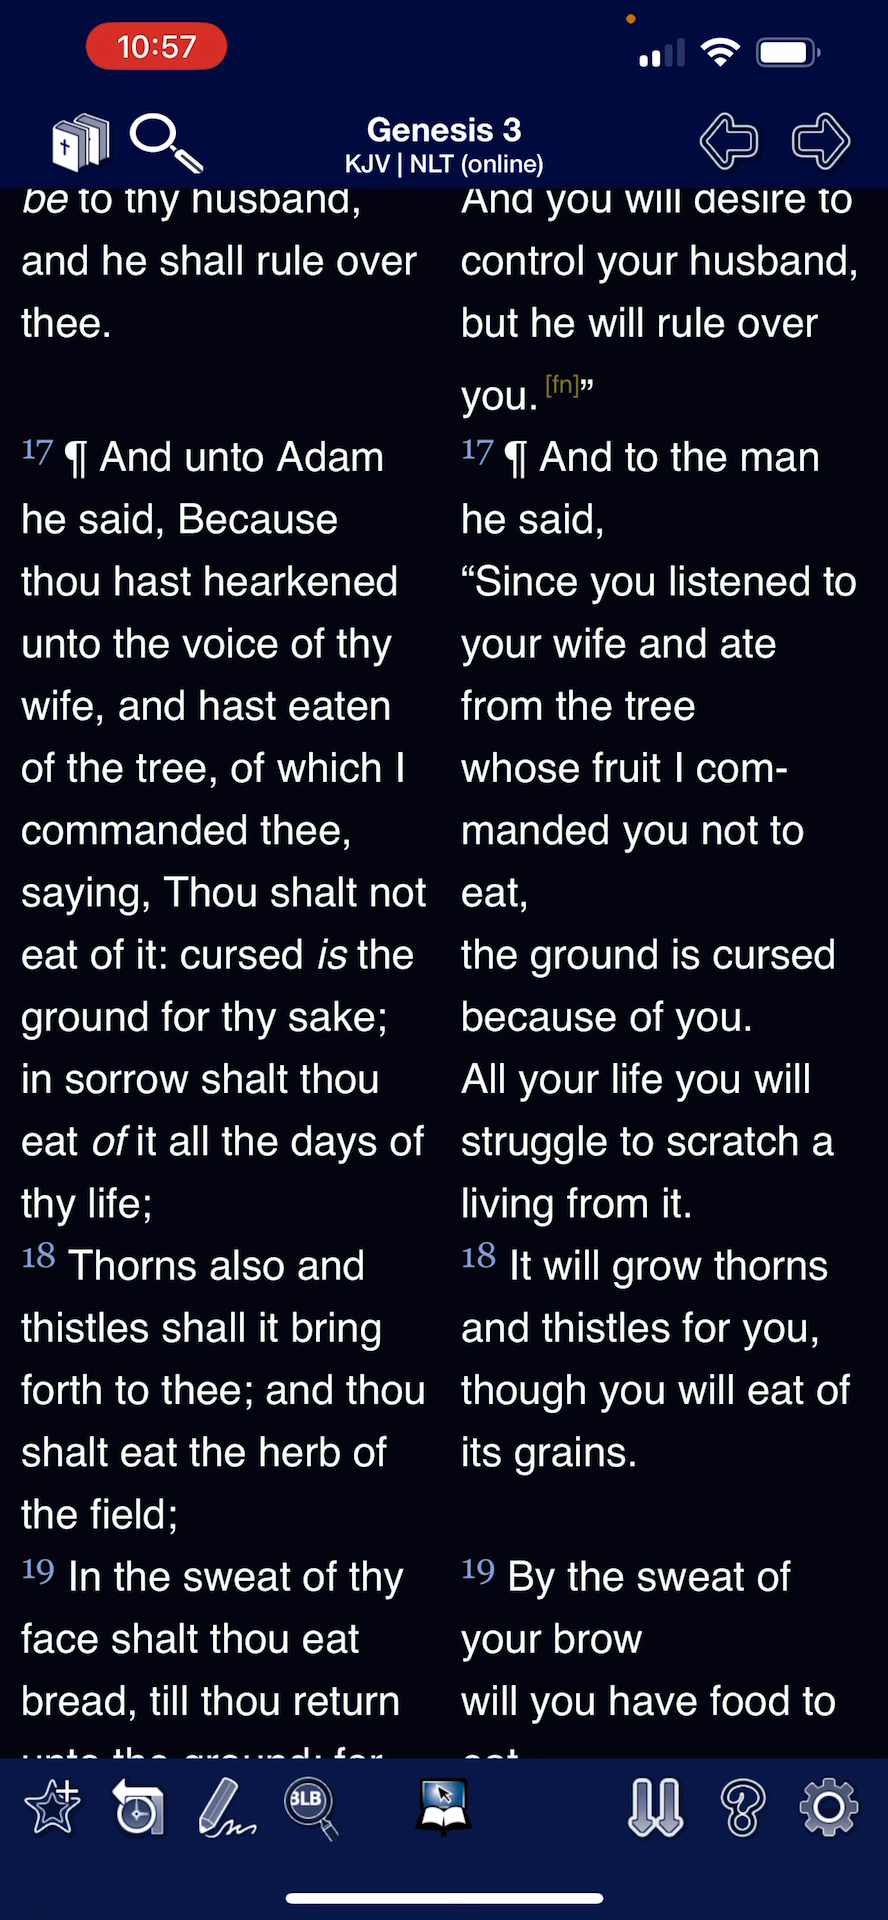 10:57
Genesis 3
KJV | NLT (online)
be to thy husband,
and he shall rule over
thee.
17 ¶ And unto Adam
he said, Because
thou hast hearkened
unto the voice of thy
wife, and hast eaten
of the tree, of which I
commanded thee,
saying, Thou shalt not
eat of it: cursed is the
ground for thy sake;
in sorrow shalt thou
eat of it all the days of
thy life;
18 Thorns also and
thistles shall it bring
forth to thee; and thou
shalt eat the herb of
the field;
19 In the sweat of thy
face shalt thou eat
bread, till thou return
unto the ground; for
And you will desire to
control your husband,
but he will rule over
you. [fn]”
17 ¶ And to the man
he said,
“Since you listened to
your wife and ate
from the tree
whose fruit I com-
manded you not to
eat,
the ground is cursed
because of you.
All your life you will
struggle to scratch a
living from it.
18 It will grow thorns
and thistles for you,
though you will eat of
its grains.
19 By the sweat of
your brow
will you have food to
eat
BLB